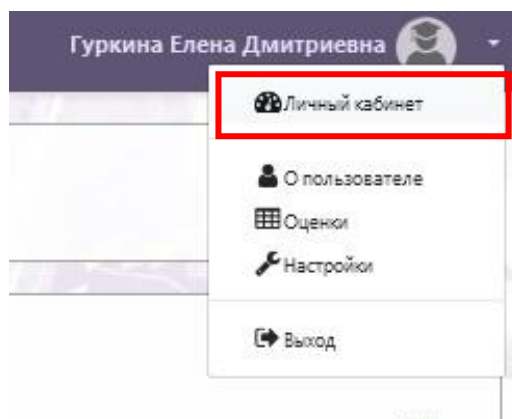 Гуркина Елена Дмитриевна
Личный кабинет
О пользователе
Оценки
Настройки
Выход